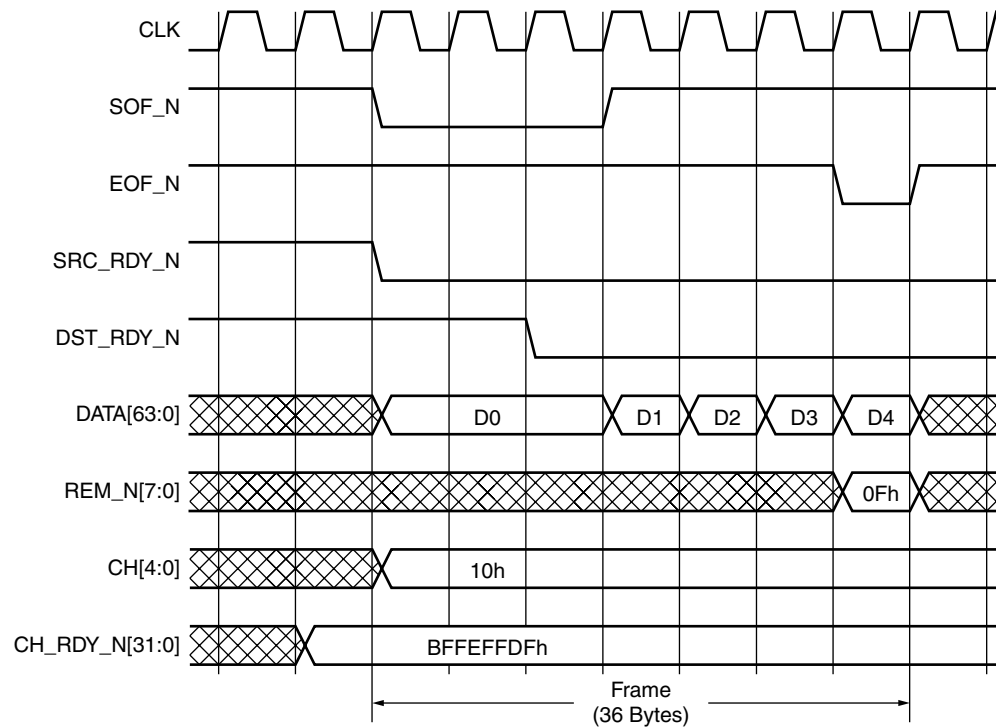 CLK
SOF_N
EOF_N
SRC_RDY_N
DST_RDY_N
DATA[63:0] D0 D1 D2 D3 D4
REM_N[7:0] 0Fh
CH[4:0] 10h
CH_RDY_N[31:0] BFFEFFDFh
Frame
(36 Bytes)